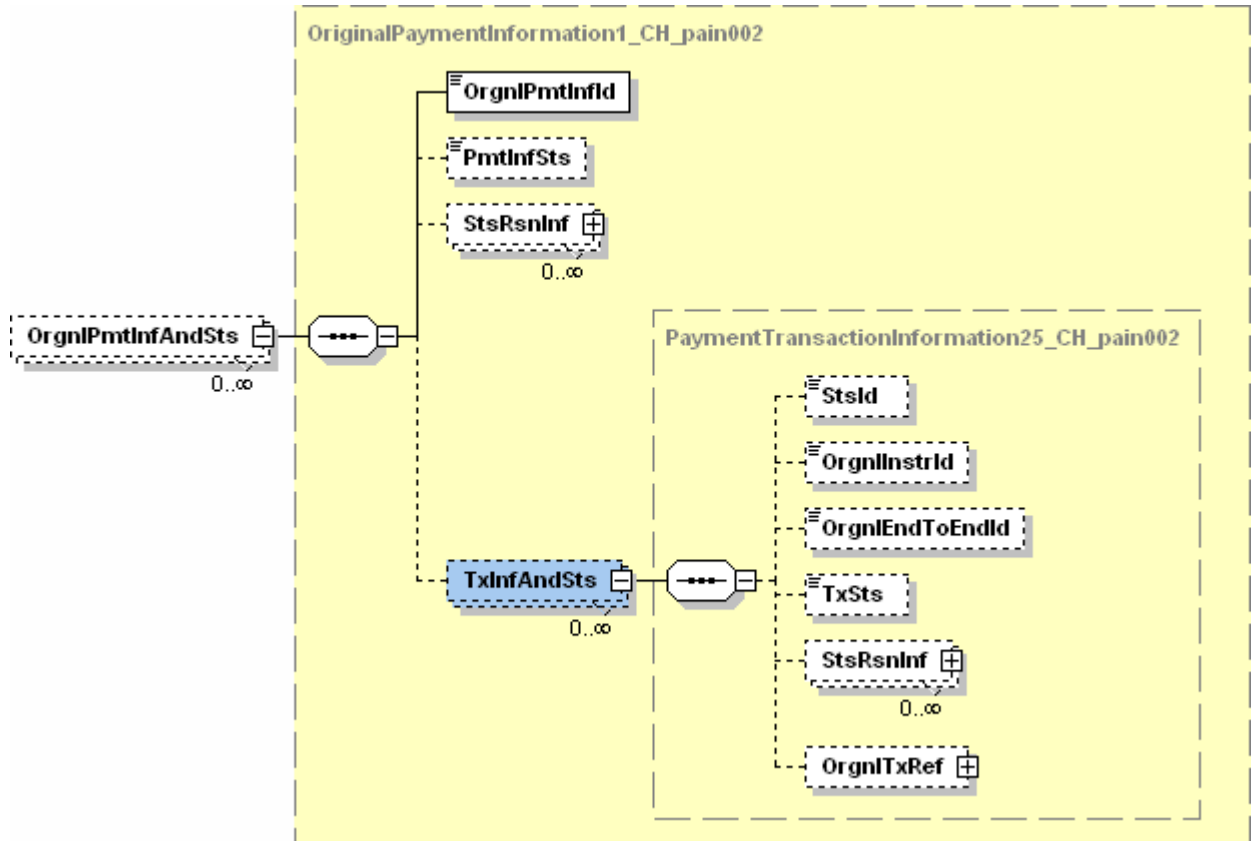 OriginalPaymentInformation1_CH_pain002
OrgnlPmtInfId
PmtInfSts
StsRsnInf
0..∞
OrgnlPmtInfAndSts
0..∞
PaymentTransactionInformation25_CH_pain002
StsId
OrgnlInstrId
OrgnlEndToEndId
TxInfAndSts
0..∞
TxSts
StsRsnInf
0..∞
OrgnlTxRef